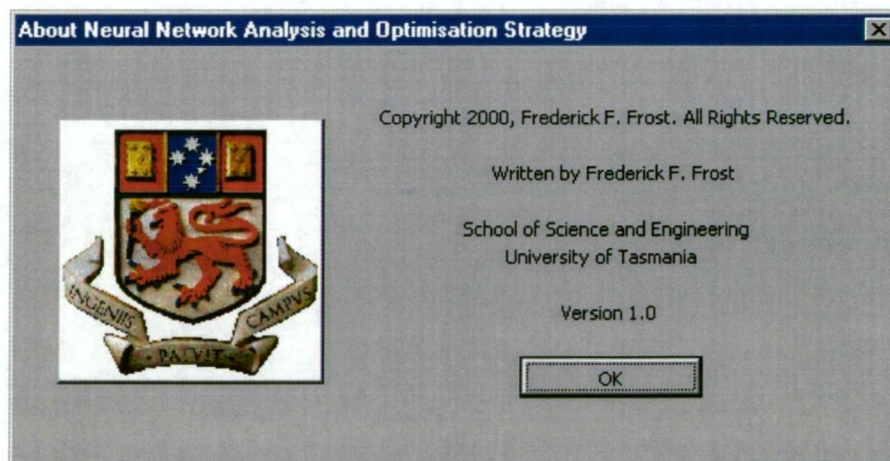 About Neural Network Analysis and Optimisation Strategy
Copyright 2000, Frederick F. Frost. All Rights Reserved.
Written by Frederick F. Frost
School of Science and Engineering
University of Tasmania
Version 1.0
OK
INGENIIS
PATVIT
CAMPVS